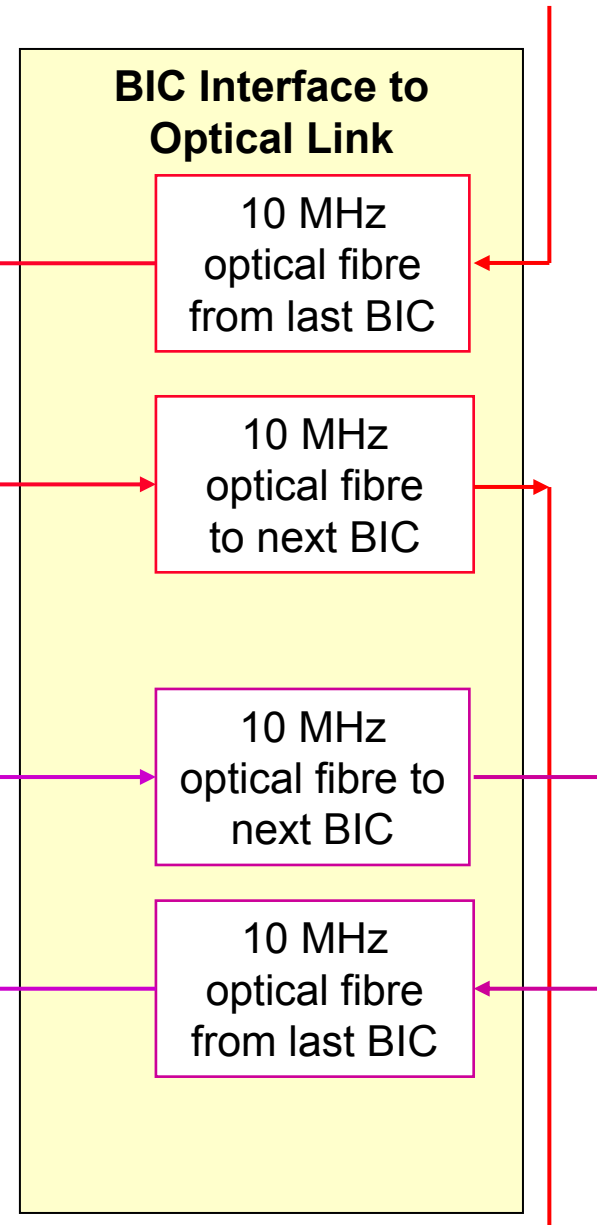 BIC Interface to
Optical Link
10 MHz
optical fibre
from last BIC
10 MHz
optical fibre
to next BIC
10 MHz
optical fibre to
next BIC
10 MHz
optical fibre
from last BIC